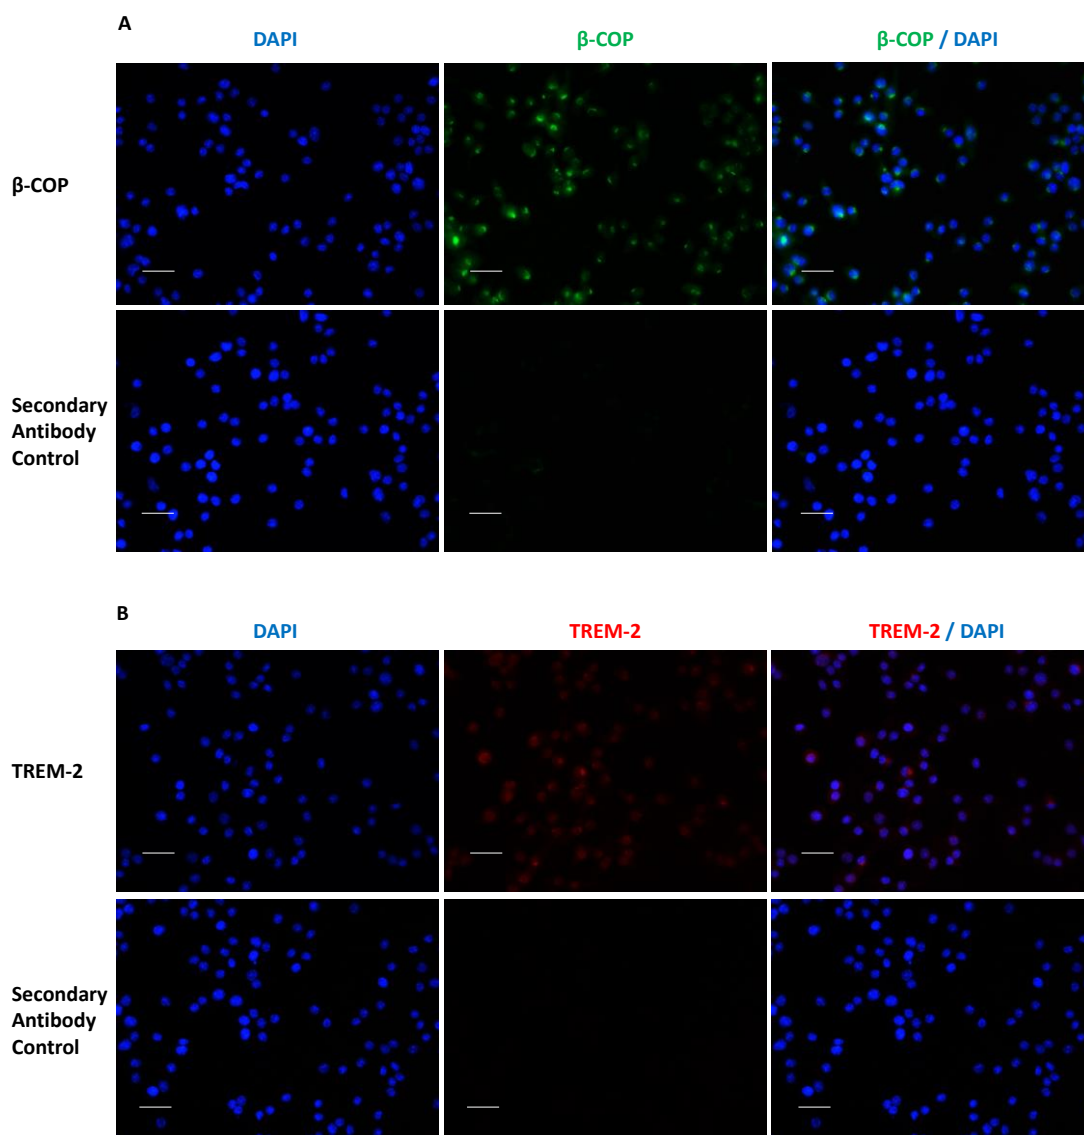 A
DAPI
β-COP
β-COP / DAPI
β-COP
Secondary
Antibody
Control
B
DAPI
TREM-2
TREM-2 / DAPI
TREM-2
Secondary
Antibody
Control